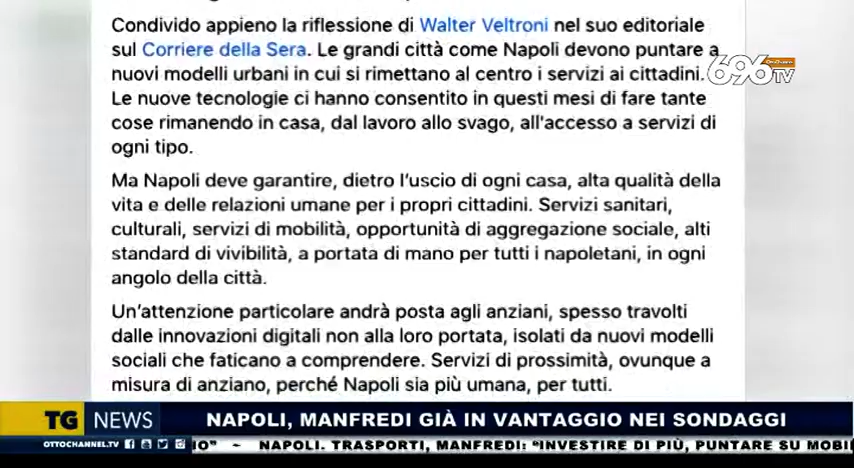 Condivido appieno la riflessione di Walter Veltroni nel suo editoriale
sul Corriere della Sera. Le grandi città come Napoli devono puntare a
nuovi modelli urbani in cui si rimettano al centro i servizi ai cittadini.
696 TV
Le nuove tecnologie ci hanno consentito in questi mesi di fare tante
cose rimanendo in casa, dal lavoro allo svago, all'accesso a servizi di
ogni tipo.
Ma Napoli deve garantire, dietro l'uscio di ogni casa, alta qualità della
vita e delle relazioni umane per i propri cittadini. Servizi sanitari,
culturali, servizi di mobilità, opportunità di aggregazione sociale, alti
standard di vivibilità, a portata di mano per tutti i napoletani, in ogni
angolo della città.
Un'attenzione particolare andrà posta agli anziani, spesso travolti
dalle innovazioni digitali non alla loro portata, isolati da nuovi modelli
sociali che faticano a comprendere. Servizi di prossimità, ovunque a
misura di anziano, perché Napoli sia più umana, per tutti.
TG NEWS NAPOLI, MANFREDI GIÀ IN VANTAGGIO NEI SONDAGGI
OTTOCHANNEL.TV IO" ~ NAPOLI. TRASPORTI, MANFREDI: "INVESTIRE DI PIÙ, PUNTARE SU MOBI